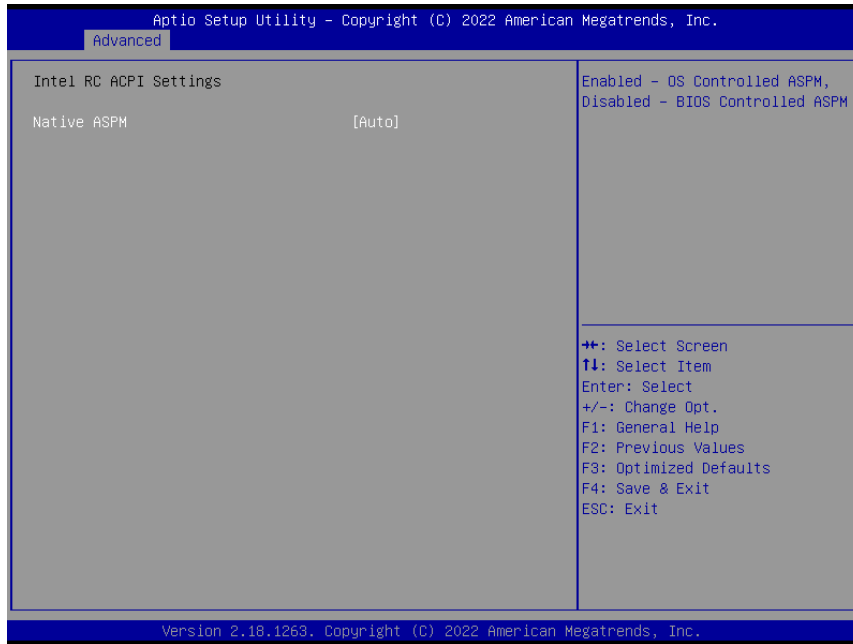 Aptio Setup Utility – Copyright (C) 2022 American Megatrends, Inc.
Advanced
Intel RC ACPI Settings
Native ASPM [Auto]
Enabled – OS Controlled ASPM,
Disabled – BIOS Controlled ASPM
→←: Select Screen
↑↓: Select Item
Enter: Select
+/-: Change Opt.
F1: General Help
F2: Previous Values
F3: Optimized Defaults
F4: Save & Exit
ESC: Exit
Version 2.18.1263. Copyright (C) 2022 American Megatrends, Inc.